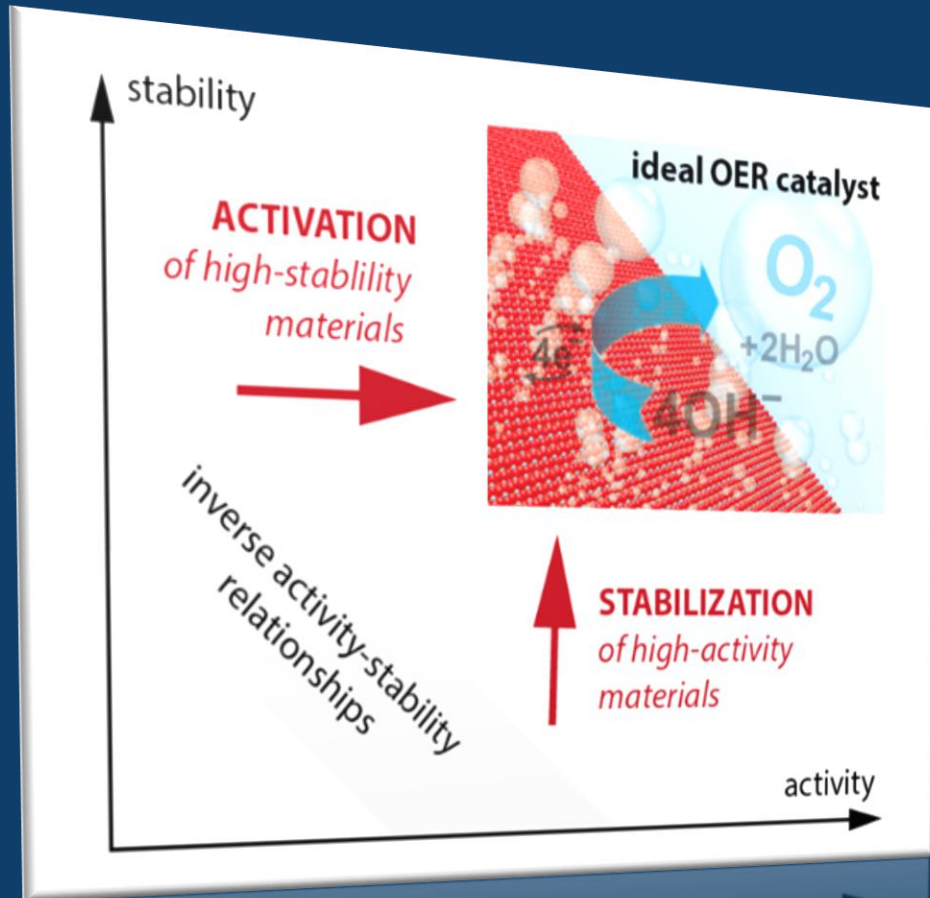 stability
ACTIVATION
of high-stablility
materials
ideal OER catalyst
O₂
+2H₂O
4e⁻
4OH⁻
inverse activity-stability
relationships
STABILIZATION
of high-activity
materials
activity